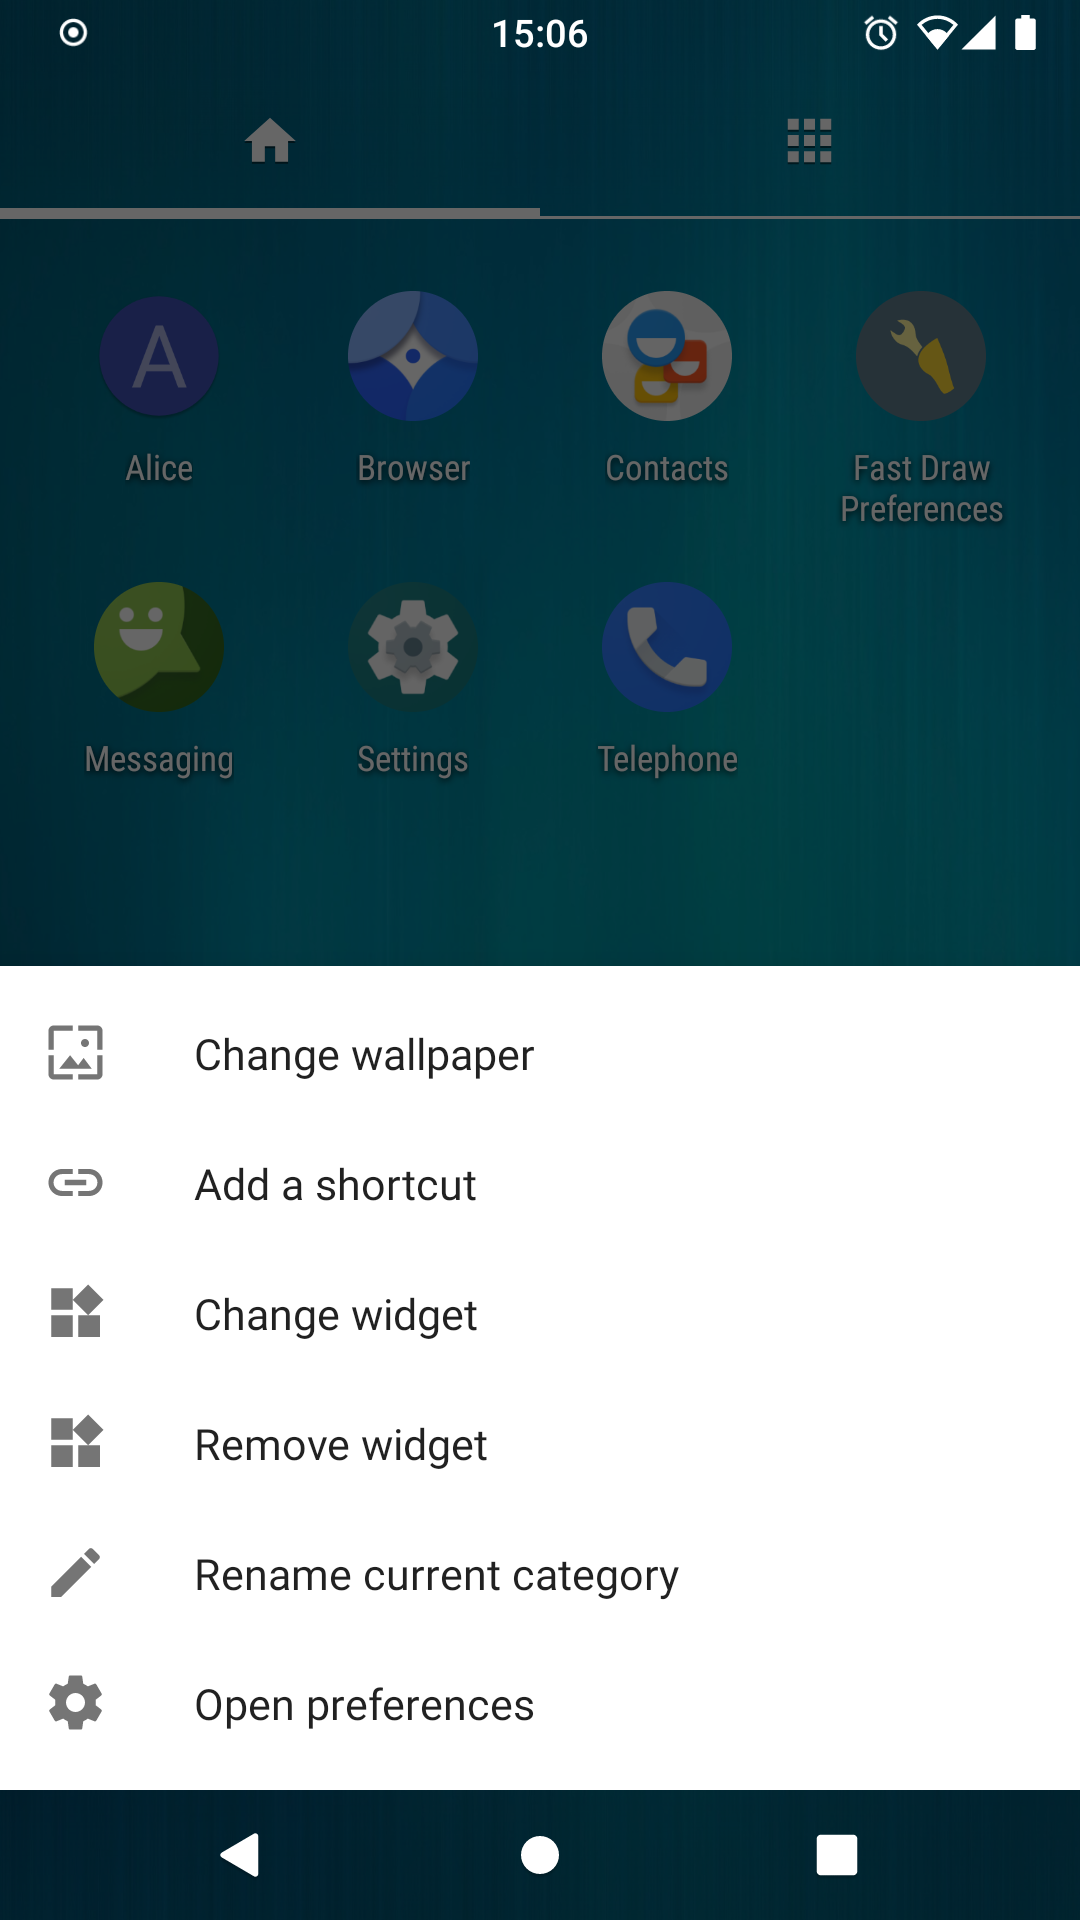 15:06
A
Alice
Browser
Contacts
Fast Draw
Preferences
Messaging
Settings
Telephone
Change wallpaper
Add a shortcut
Change widget
Remove widget
Rename current category
Open preferences